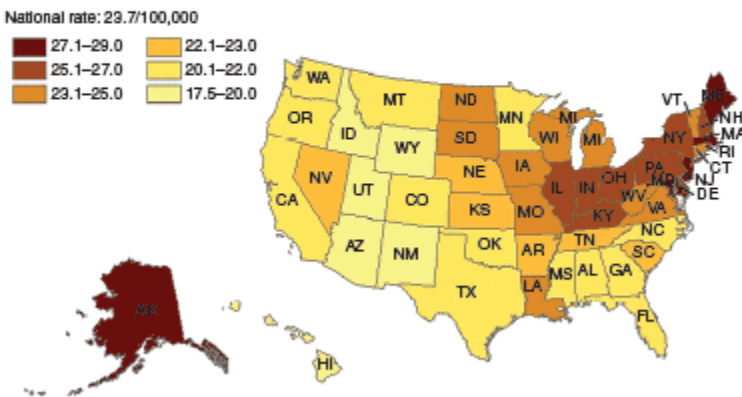 National rate: 23.7/100,000
27.1–29.0 22.1–23.0
25.1–27.0 20.1–22.0
23.1–25.0 17.5–20.0
WA
MT
ND
MN
VT
ME
OR
ID
SD
WI
MI
MI
NY
NH
MA
WY
IA
PA
RI
CT
NV
NE
IL
IN
OH
NJ
DE
CA
UT
CO
KS
MO
KY
WV
VA
AZ
NM
OK
AR
TN
NC
SC
TX
LA
MS
AL
GA
FL
AK
HI